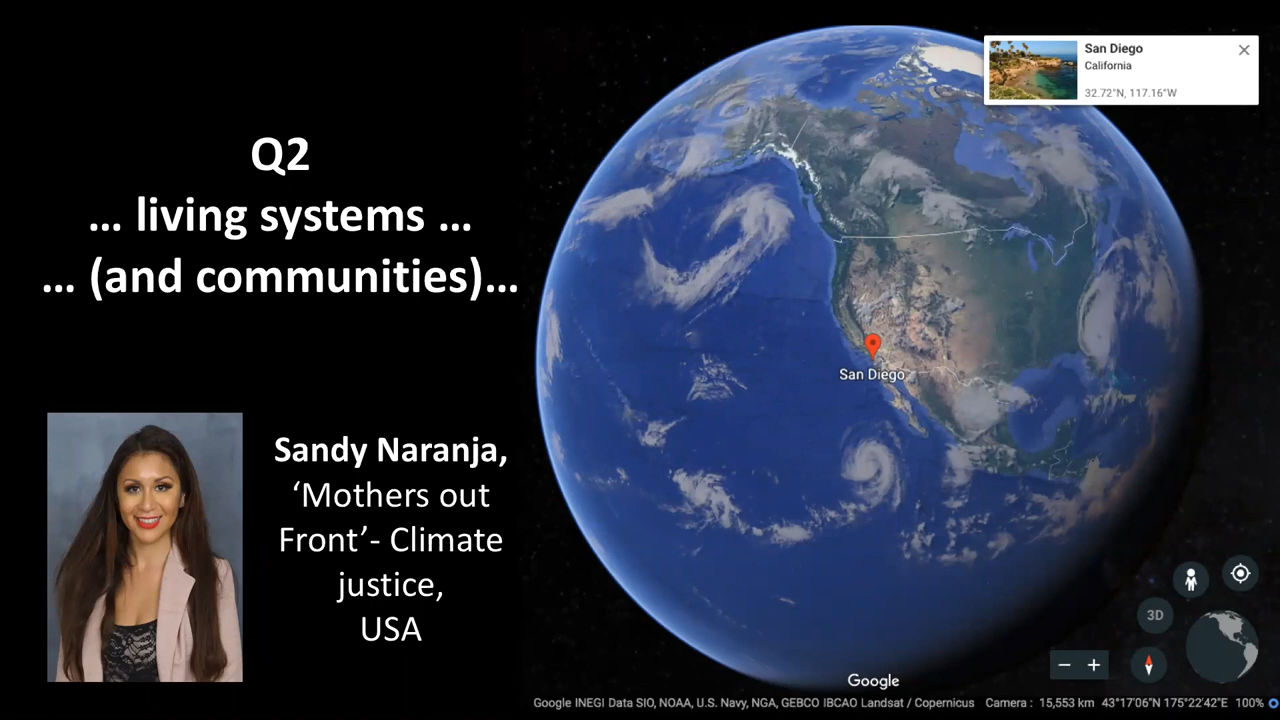 Q2
... living systems ...
... (and communities)...
Sandy Naranja,
‘Mothers out
Front’- Climate
justice,
USA
San Diego
California
32.72°N, 117.16°W
San Diego
3D
Google
Google INEGI Data SIO, NOAA, U.S. Navy, NGA, GEBCO IBCAO Landsat / Copernicus Camera : 15,553 km 43°17'06"N 175°22'42"E 100%